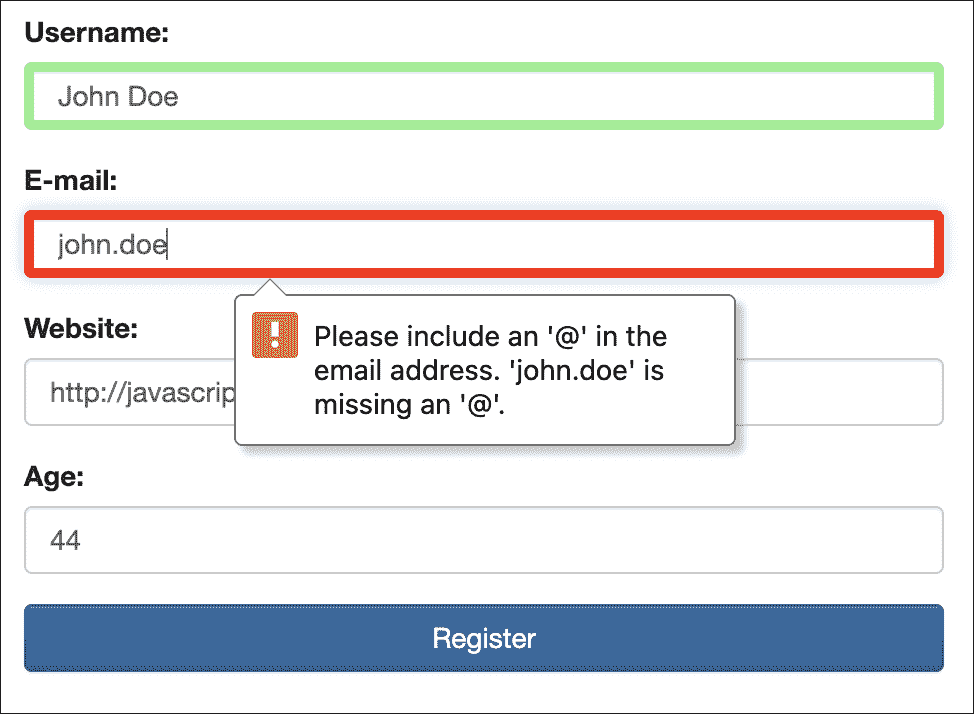 Username:
John Doe
E-mail:
john.doe
Please include an '@' in the
email address. 'john.doe' is
missing an '@'.
Website:
http://javascrip
Age:
44
Register